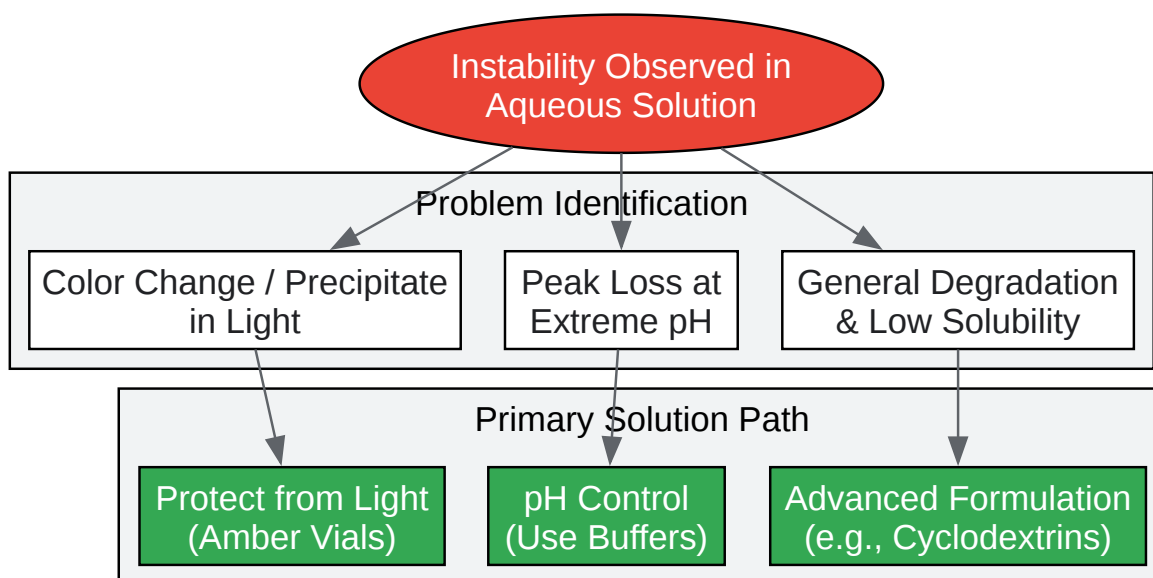 Instability Observed in
Aqueous Solution
Problem Identification
Color Change / Precipitate
in Light
Peak Loss at
Extreme pH
General Degradation
& Low Solubility
Primary Solution Path
Protect from Light
(Amber Vials)
pH Control
(Use Buffers)
Advanced Formulation
(e.g., Cyclodextrins)